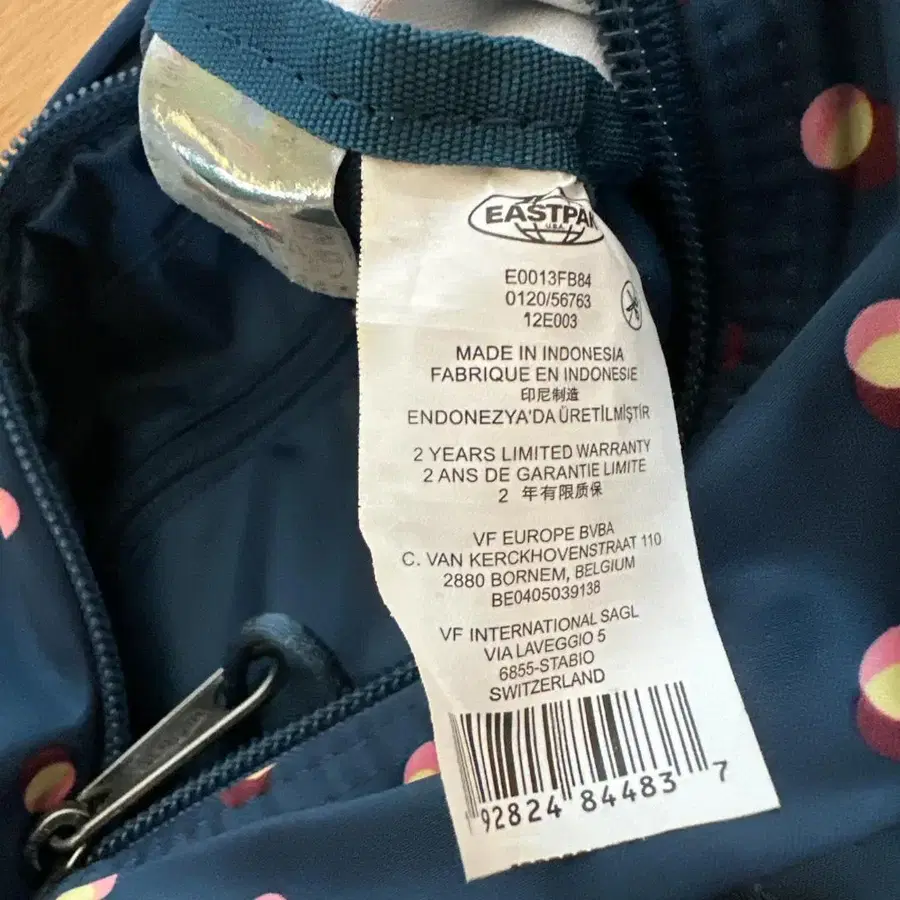 EASTPAK
U.S.A.
E0013FB84
0120/56763
12E003
MADE IN INDONESIA
FABRIQUE EN INDONESIE
印尼制造
ENDONEZYA'DA ÜRETİLMİŞTİR
2 YEARS LIMITED WARRANTY
2 ANS DE GARANTIE LIMITE
2 年有限质保
VF EUROPE BVBA
C. VAN KERCKHOVENSTRAAT 110
2880 BORNEM, BELGIUM
BE0405039138
VF INTERNATIONAL SAGL
VIA LAVEGGIO 5
6855-STABIO
SWITZERLAND
92824 84483 7